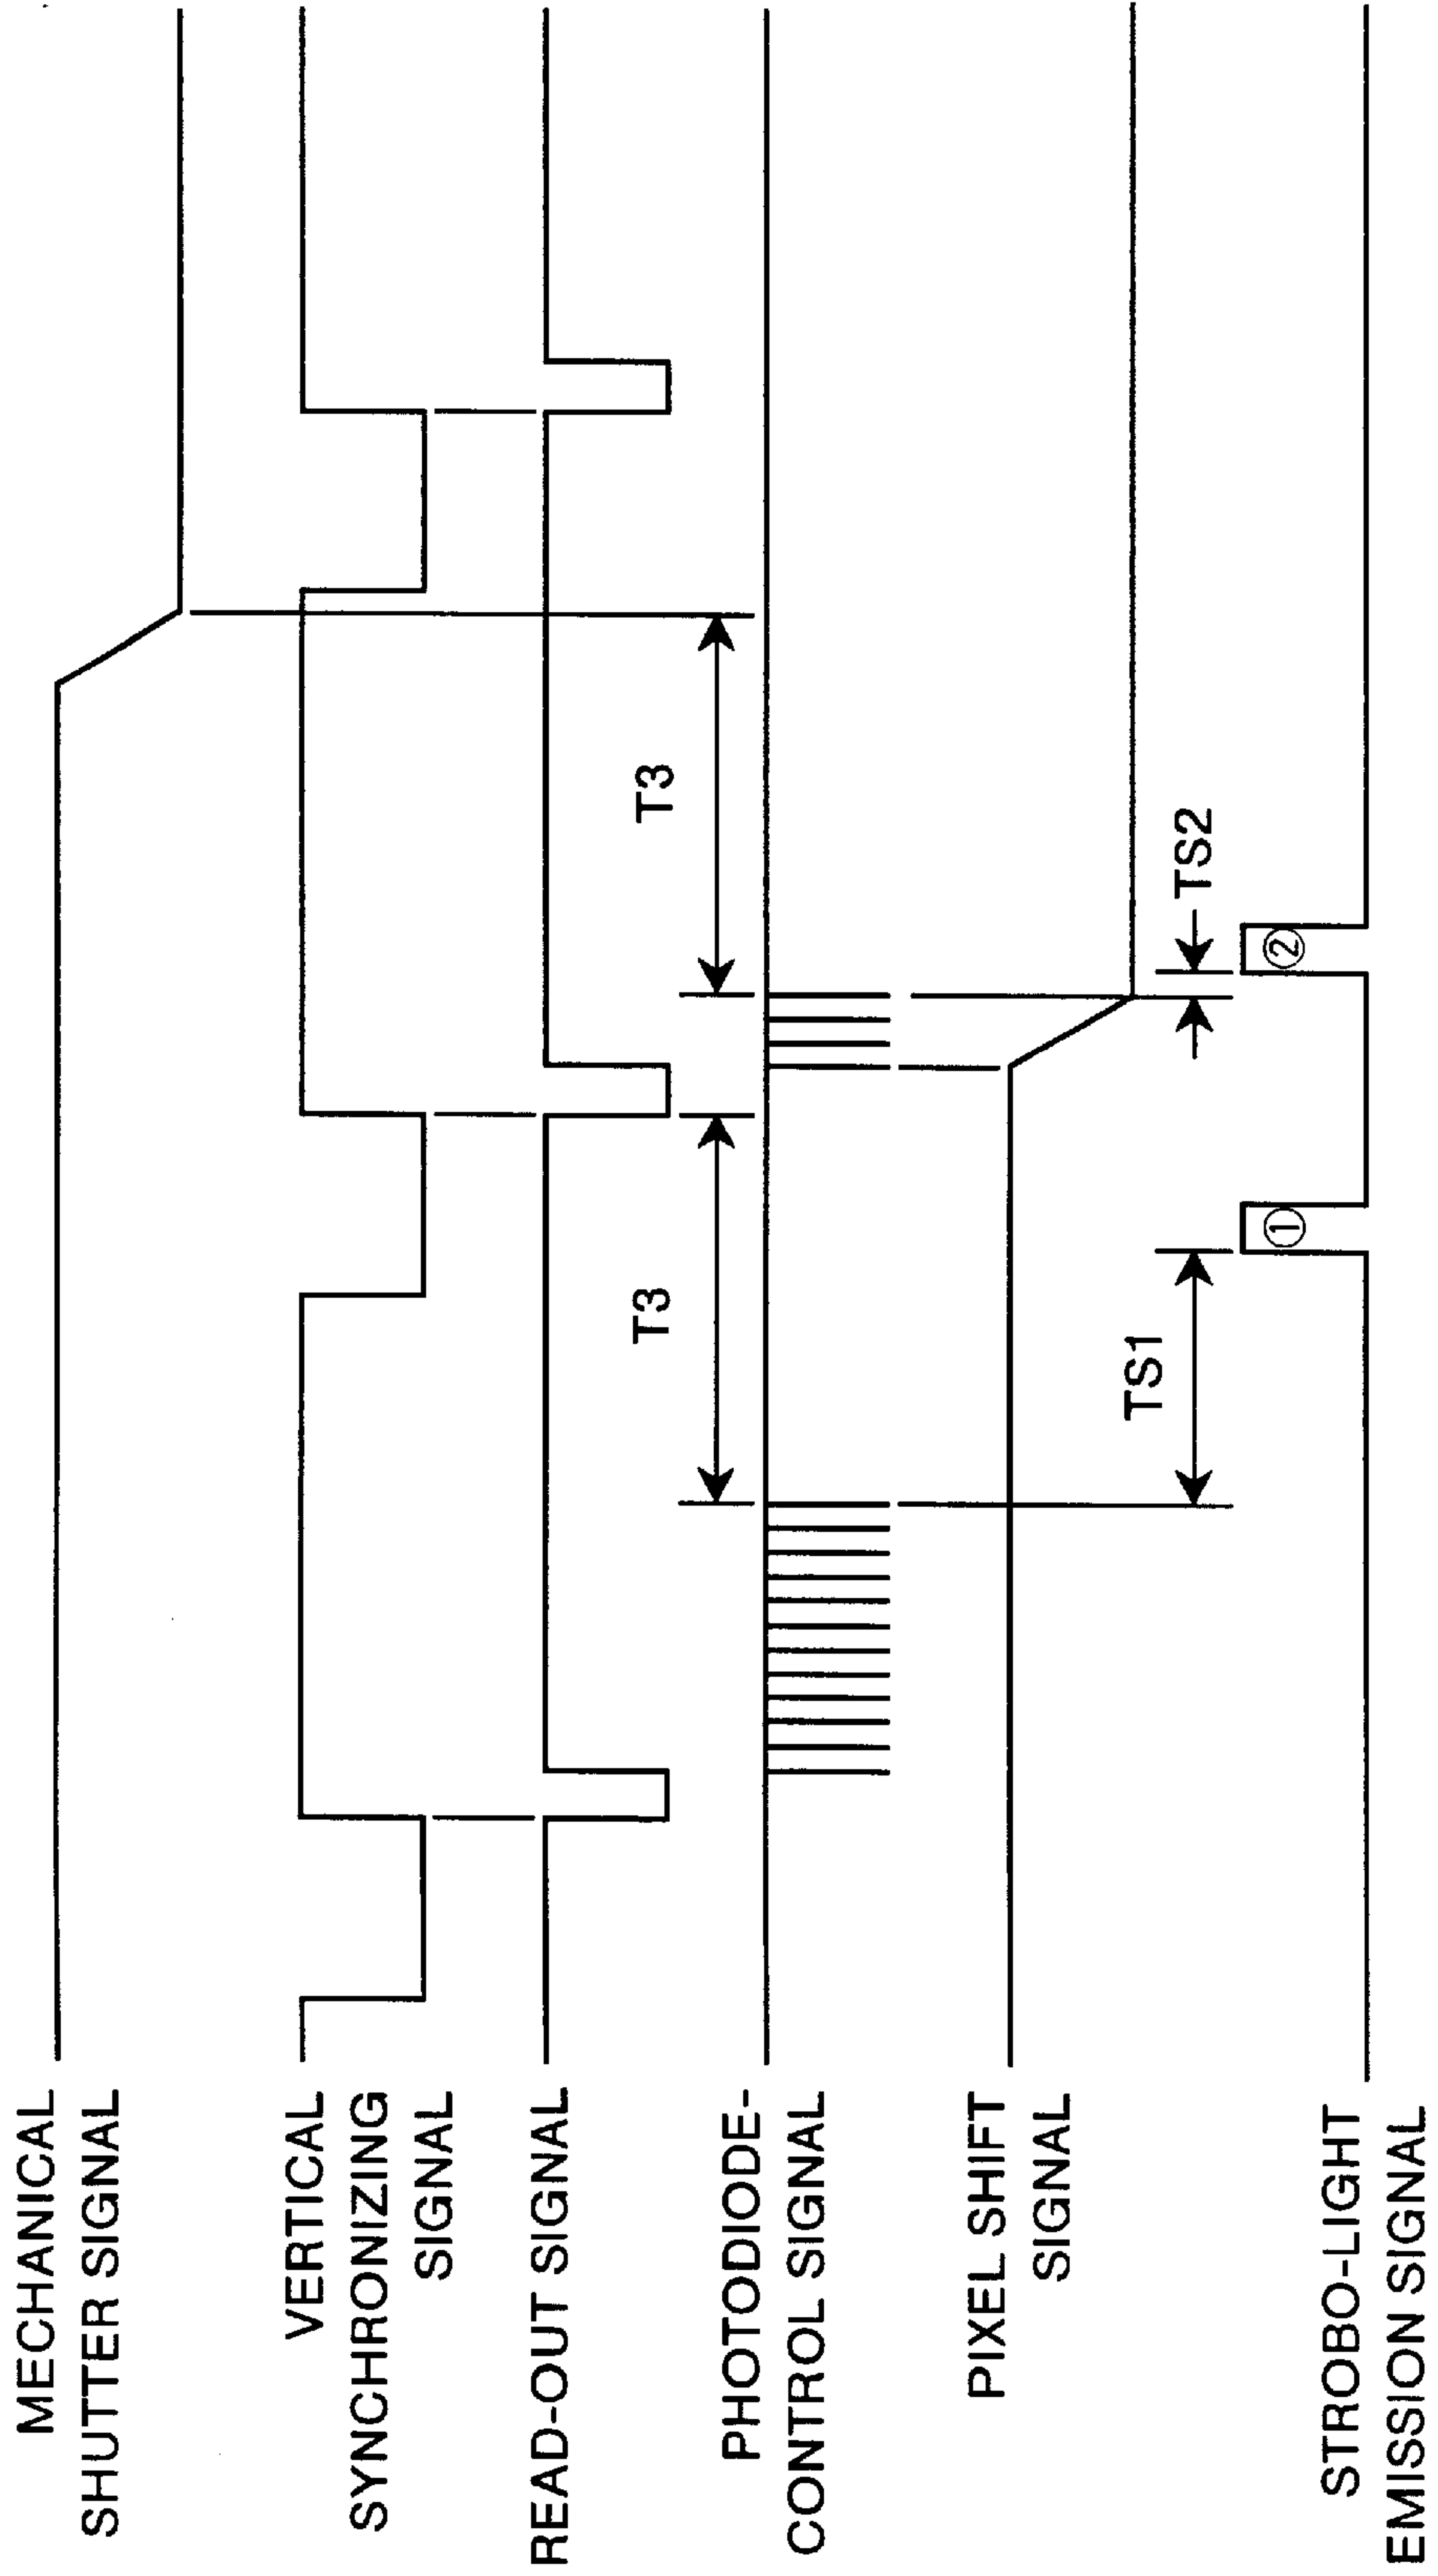 MECHANICAL
SHUTTER SIGNAL
VERTICAL
SYNCHRONIZING
SIGNAL
READ-OUT SIGNAL
T3
T3
PHOTODIODE-
CONTROL SIGNAL
PIXEL SHIFT
SIGNAL
TS1
TS2
①
②
STROBO-LIGHT
EMISSION SIGNAL